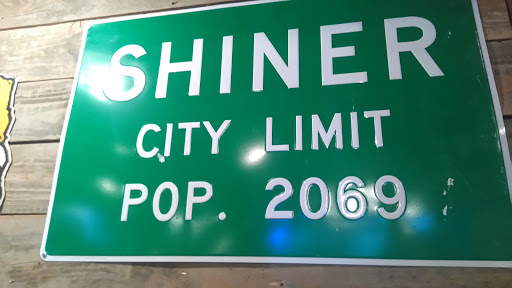 SHINER
CITY LIMIT
POP. 2069